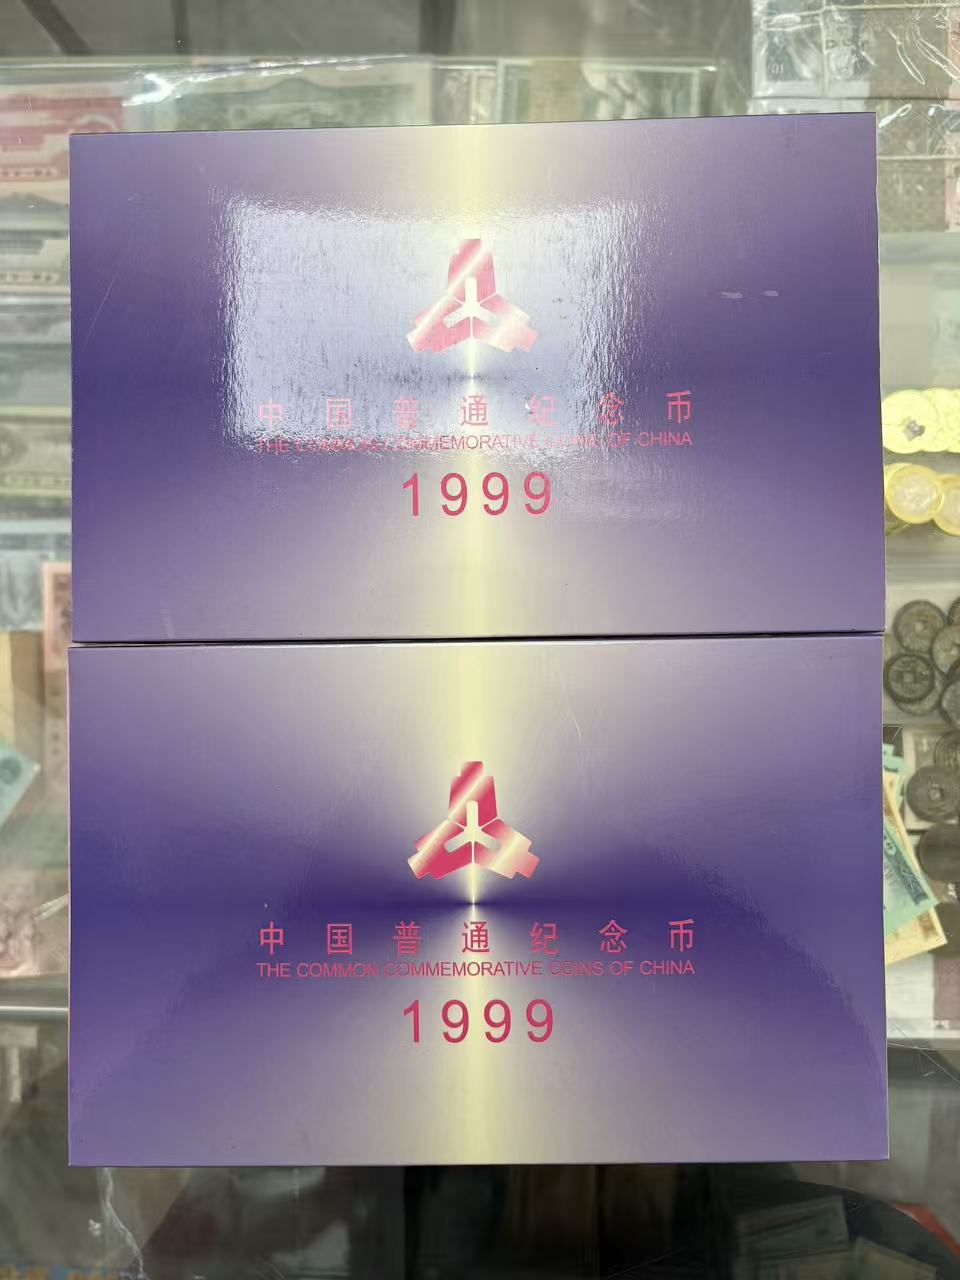 中国普通纪念币
THE COMMON COMMEMORATIVE COINS OF CHINA
1999
中国普通纪念币
THE COMMON COMMEMORATIVE COINS OF CHINA
1999